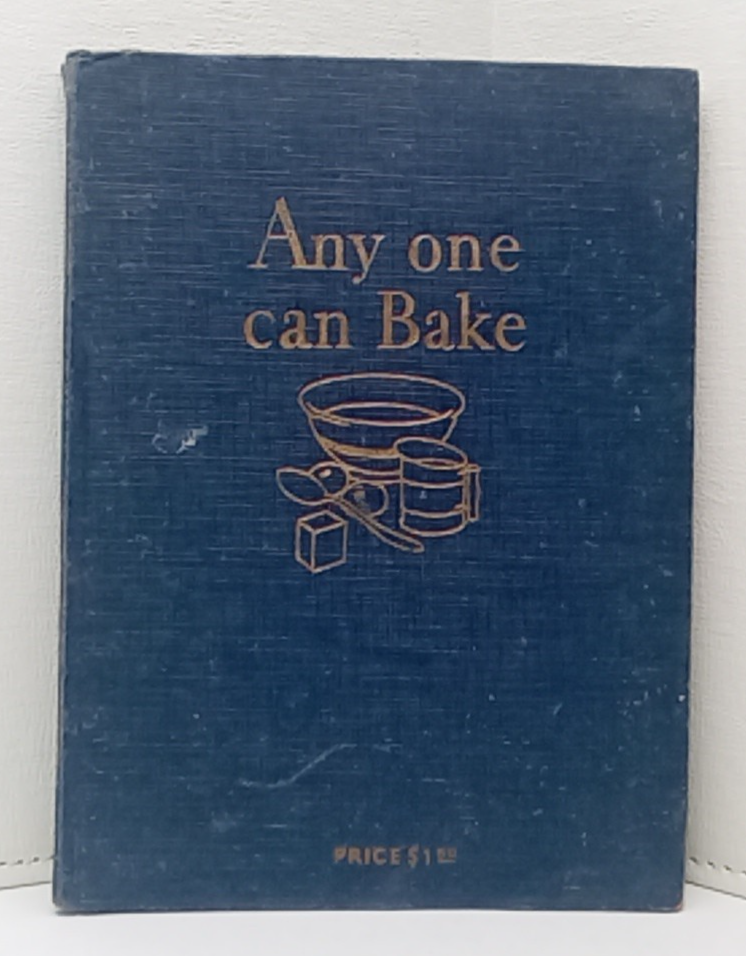 Any one
can Bake
PRICE $1.00